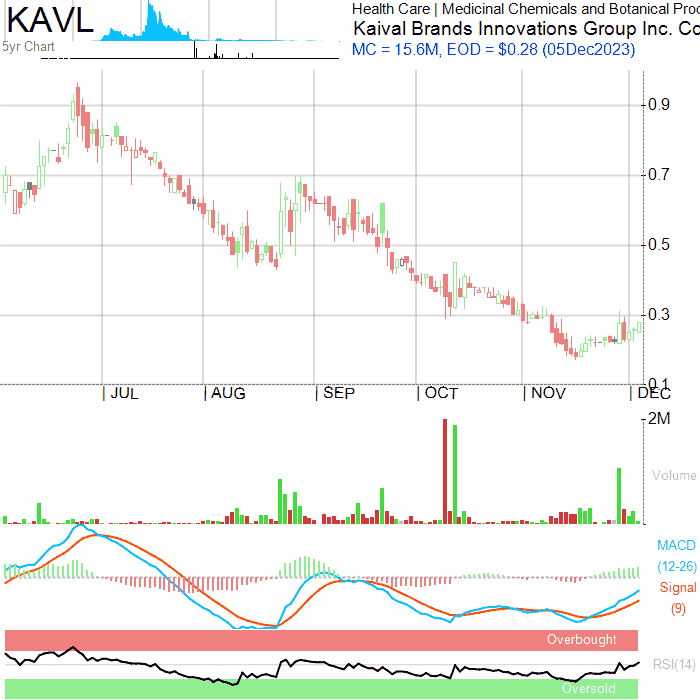 KAVL
5yr Chart
Health Care | Medicinal Chemicals and Botanical Proc
Kaival Brands Innovations Group Inc. Co
MC = 15.6M, EOD = $0.28 (05Dec2023)
0.9
0.7
0.5
0.3
0.1
JUL AUG SEP OCT NOV DEC
2M
Volume
MACD
(12-26)
Signal
(9)
Overbought
RSI(14)
Oversold